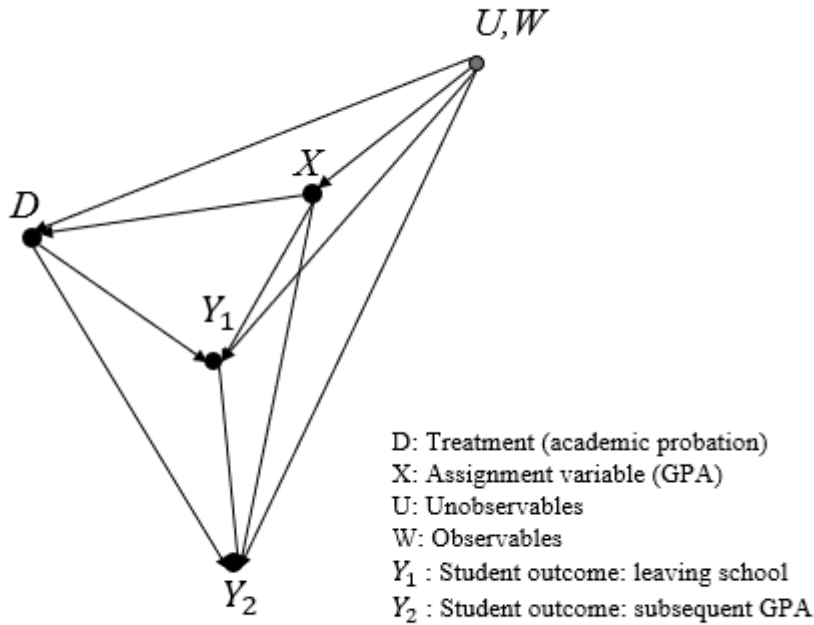 U,W
X
D
Y₁
Y₂
D: Treatment (academic probation)
X: Assignment variable (GPA)
U: Unobservables
W: Observables
Y₁ : Student outcome: leaving school
Y₂ : Student outcome: subsequent GPA